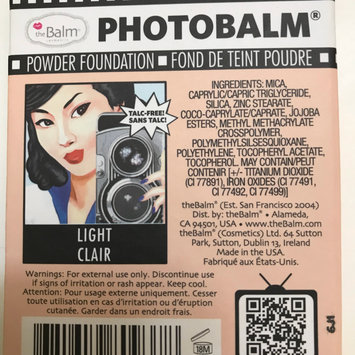 theBalm
PHOTOBALM®
POWDER FOUNDATION • FOND DE TEINT POUDRE
TALC-FREE!
SANS TALC!
LIGHT
CLAIR
INGREDIENTS: MICA,
CAPRYLIC/CAPRIC TRIGLYCERIDE,
SILICA, ZINC STEARATE,
COCO-CAPRYLATE/CAPRATE, JOJOBA
ESTERS, METHYL METHACRYLATE
CROSSPOLYMER,
POLYMETHYLSILSESQUIOXANE,
POLYETHYLENE, TOCOPHERYL ACETATE,
TOCOPHEROL. MAY CONTAIN/PEUT
CONTENIR [+/- TITANIUM DIOXIDE
(CI 77891), IRON OXIDES (CI 77491,
CI 77492, CI 77499)]
theBalm® (Est. San Francisco 2004)
Dist. by: theBalm® • Alameda,
CA 94501, USA • www.theBalm.com
theBalm® (Cosmetics) Ltd. 64 Sutton
Park, Sutton, Dublin 13, Ireland
Made in the USA.
Fabriqué aux États-Unis.
Warnings: For external use only. Discontinue use
if signs of irritation or rash appear. Keep cool.
Attention: Pour usage externe uniquement. Cesser
toute utilisation en cas d'irritation ou d'éruption
cutanée. Garder dans un endroit frais.
18M